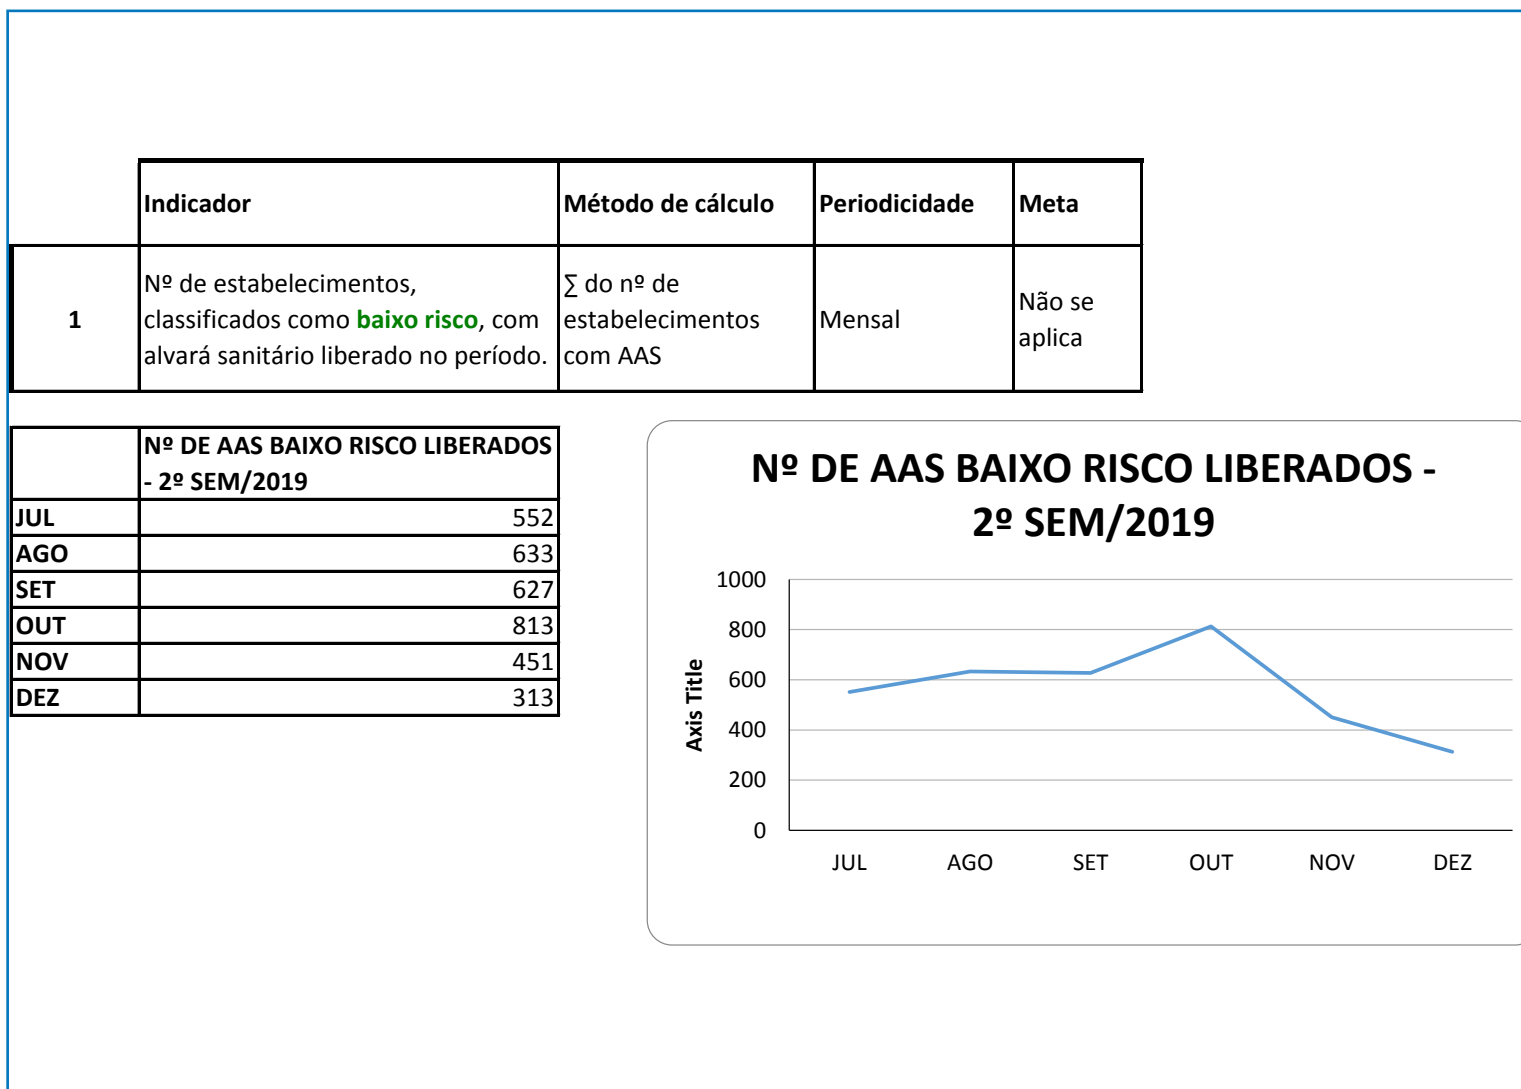 Indicador Método de cálculo Periodicidade Meta
1
Nº de estabelecimentos,
classificados como baixo risco, com
alvará sanitário liberado no período.
∑ do nº de
estabelecimentos
com AAS
Mensal
Não se
aplica
Nº DE AAS BAIXO RISCO LIBERADOS
- 2º SEM/2019
JUL 552
AGO 633
SET 627
OUT 813
NOV 451
DEZ 313
Nº DE AAS BAIXO RISCO LIBERADOS -
2º SEM/2019
Axis Title
1000
800
600
400
200
0
JUL AGO SET OUT NOV DEZ